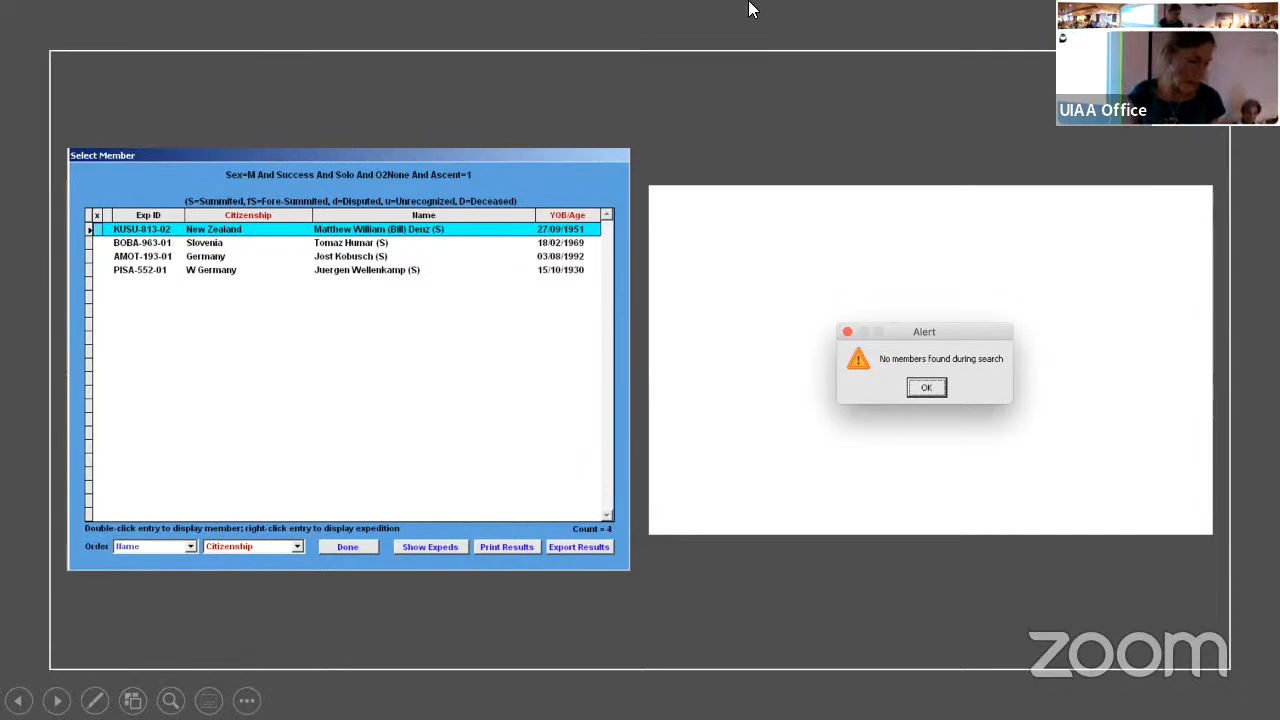 UIAA Office
Select Member
Sex=M And Success And Solo And O2None And Ascent=1
(S=Summited, fS=Fore-Summited, d=Disputed, u=Unrecognized, D=Deceased)
x Exp ID Citizenship Name YOB/Age
KUSU-813-02 New Zealand Matthew William (Bill) Denz (S) 27/09/1951
BOBA-963-01 Slovenia Tomaz Humar (S) 18/02/1969
AMOT-193-01 Germany Jost Kobusch (S) 03/08/1992
PISA-552-01 W Germany Juergen Wellenkamp (S) 15/10/1930
Double-click entry to display member; right-click entry to display expedition Count = 4
Order Name Citizenship Done Show Expeds Print Results Export Results
Alert
No members found during search
OK
zoom